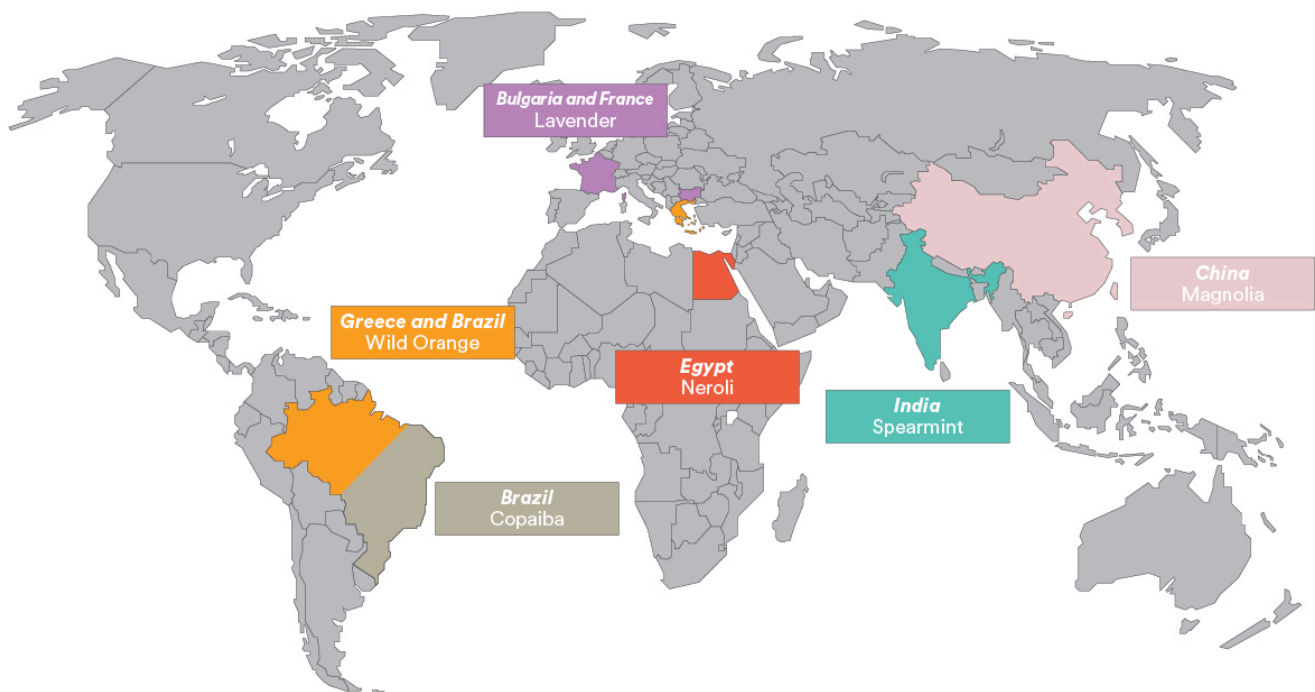 Bulgaria and France
Lavender
China
Magnolia
Greece and Brazil
Wild Orange
Egypt
Neroli
India
Spearmint
Brazil
Copaiba